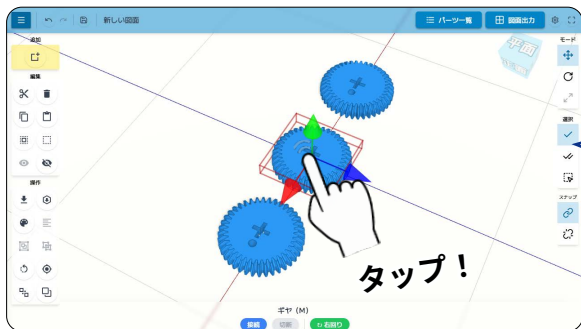 新しい図面
パーツ一覧
図面出力
追加
編集
操作
モード
選択
スナップ
平面
タップ！
ギヤ（M）
接続
切断
右回り